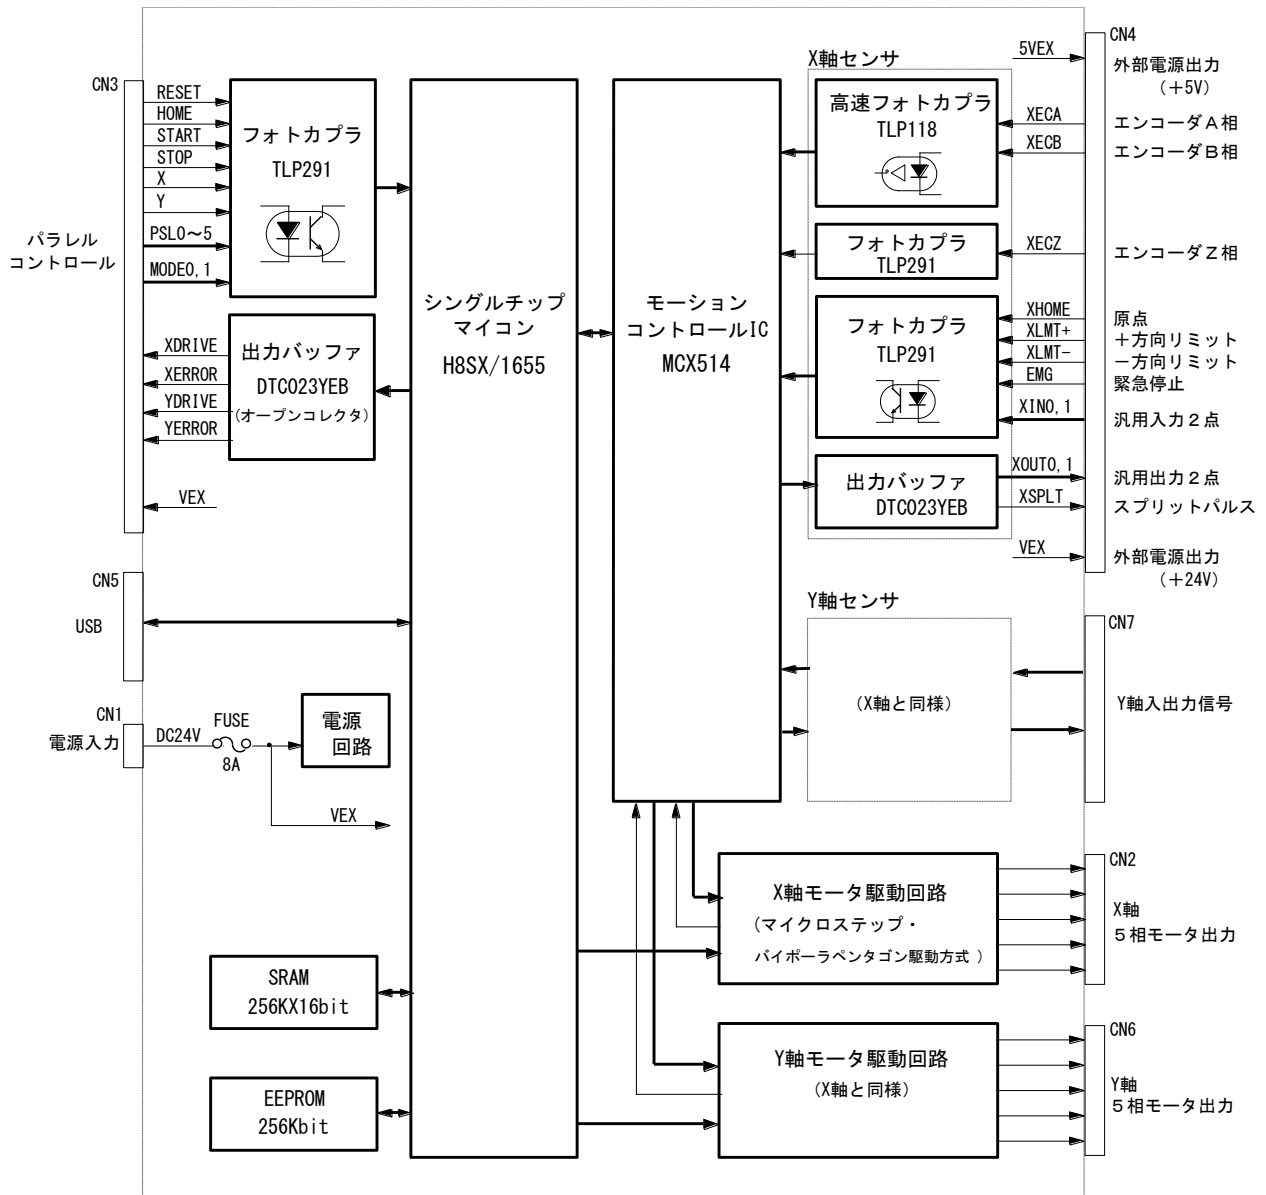 CN3
RESET
HOME
START
STOP
X
Y
PSL0～5
MODE0,1
パラレル
コントロール
フォトカプラ
TLP291
XDRIVE
XERROR
YDRIVE
YERROR
出力バッファ
DTC023YEB
(オープンコレクタ)
VEX
CN5
USB
CN1
電源入力
DC24V
FUSE
8A
電源
回路
VEX
SRAM
256KX16bit
EEPROM
256Kbit
シングルチップ
マイコン
H8SX/1655
モーション
コントロールIC
MCX514
X軸センサ
高速フォトカプラ
TLP118
フォトカプラ
TLP291
フォトカプラ
TLP291
出力バッファ
DTC023YEB
5VEX
XECA
XECB
XECZ
XHOME
XLMT+
XLMT-
EMG
XIN0,1
XOUT0,1
XSPLT
VEX
CN4
外部電源出力
(＋5V)
エンコーダＡ相
エンコーダＢ相
エンコーダＺ相
原点
＋方向リミット
－方向リミット
緊急停止
汎用入力２点
汎用出力２点
スプリットパルス
外部電源出力
(＋24V)
Y軸センサ
(X軸と同様)
CN7
Y軸入出力信号
X軸モータ駆動回路
(マイクロステップ・
バイポーラペンタゴン駆動方式 )
CN2
X軸
５相モータ出力
Y軸モータ駆動回路
(X軸と同様)
CN6
Y軸
５相モータ出力